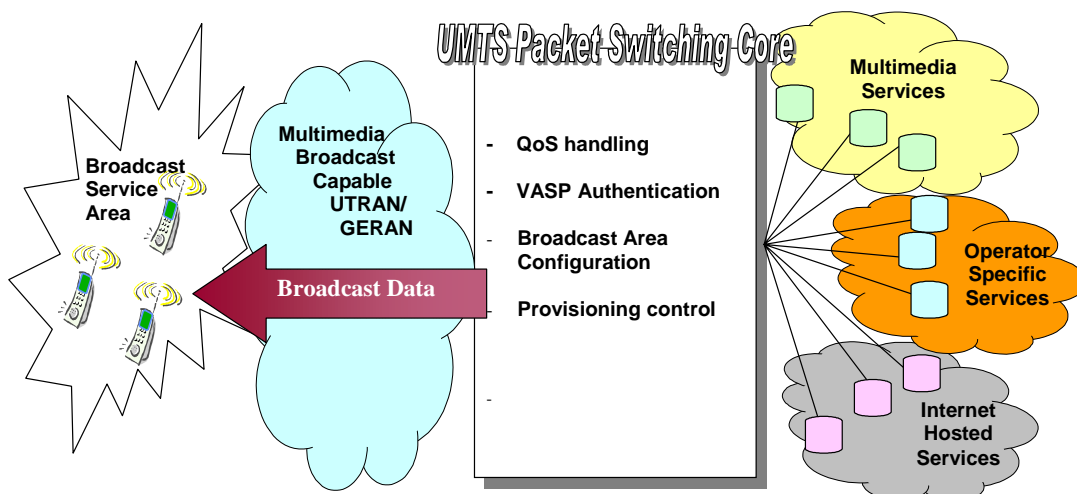 UMTS Packet Switching Core
Broadcast
Service
Area
Multimedia
Broadcast
Capable
UTRAN/
GERAN
Broadcast Data
- QoS handling
- VASP Authentication
- Broadcast Area
Configuration
- Provisioning control
-
Multimedia
Services
Operator
Specific
Services
Internet
Hosted
Services